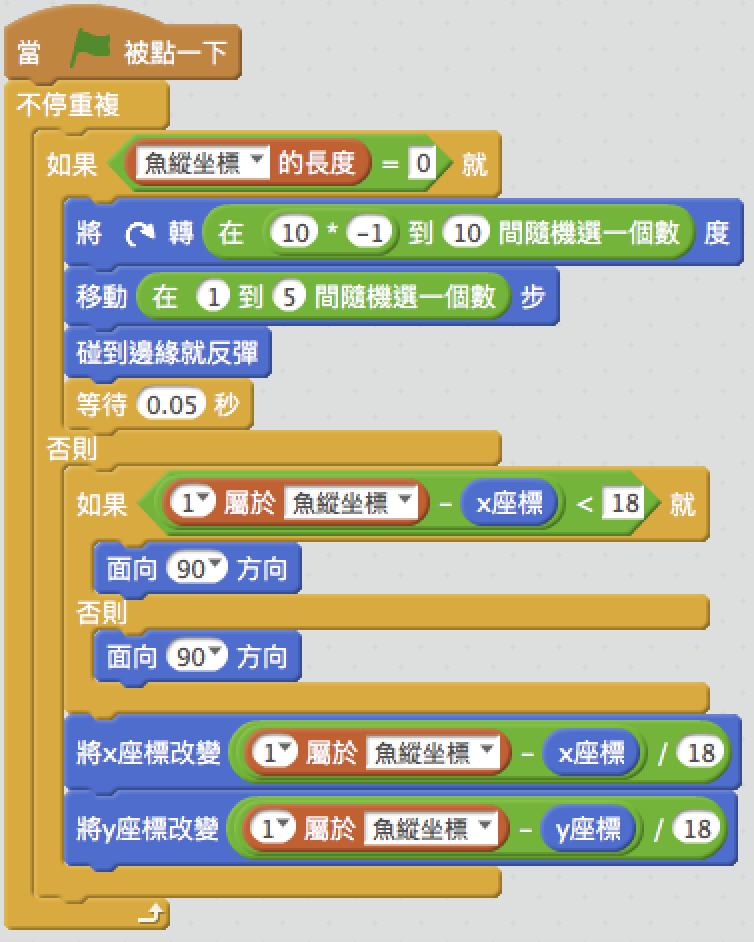 當 被點一下
不停重複
如果 魚縱坐標 的長度 = 0 就
將 轉 在 10 * -1 到 10 間隨機選一個數 度
移動 在 1 到 5 間隨機選一個數 步
碰到邊緣就反彈
等待 0.05 秒
否則
如果 1 屬於 魚縱坐標 - x座標 < 18 就
面向 90 方向
否則
面向 90 方向
將x座標改變 1 屬於 魚縱坐標 - x座標 / 18
將y座標改變 1 屬於 魚縱坐標 - y座標 / 18